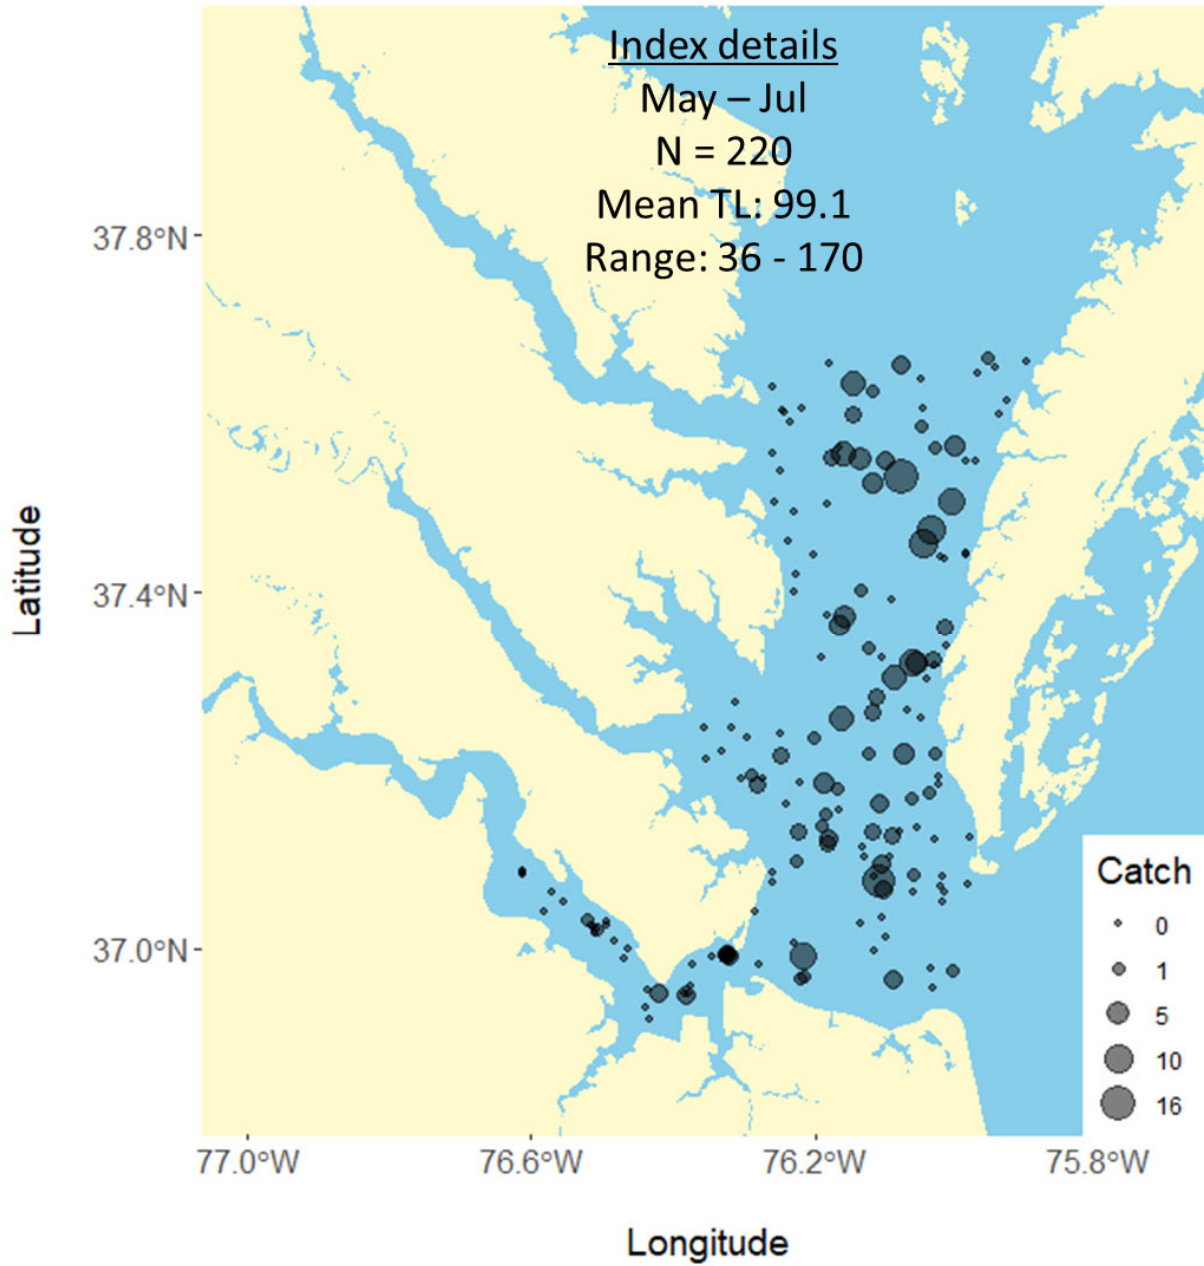 Index details
May – Jul
N = 220
Mean TL: 99.1
Range: 36 - 170
37.8°N
37.4°N
37.0°N
Latitude
77.0°W
76.6°W
76.2°W
75.8°W
Longitude
Catch
0
1
5
10
16